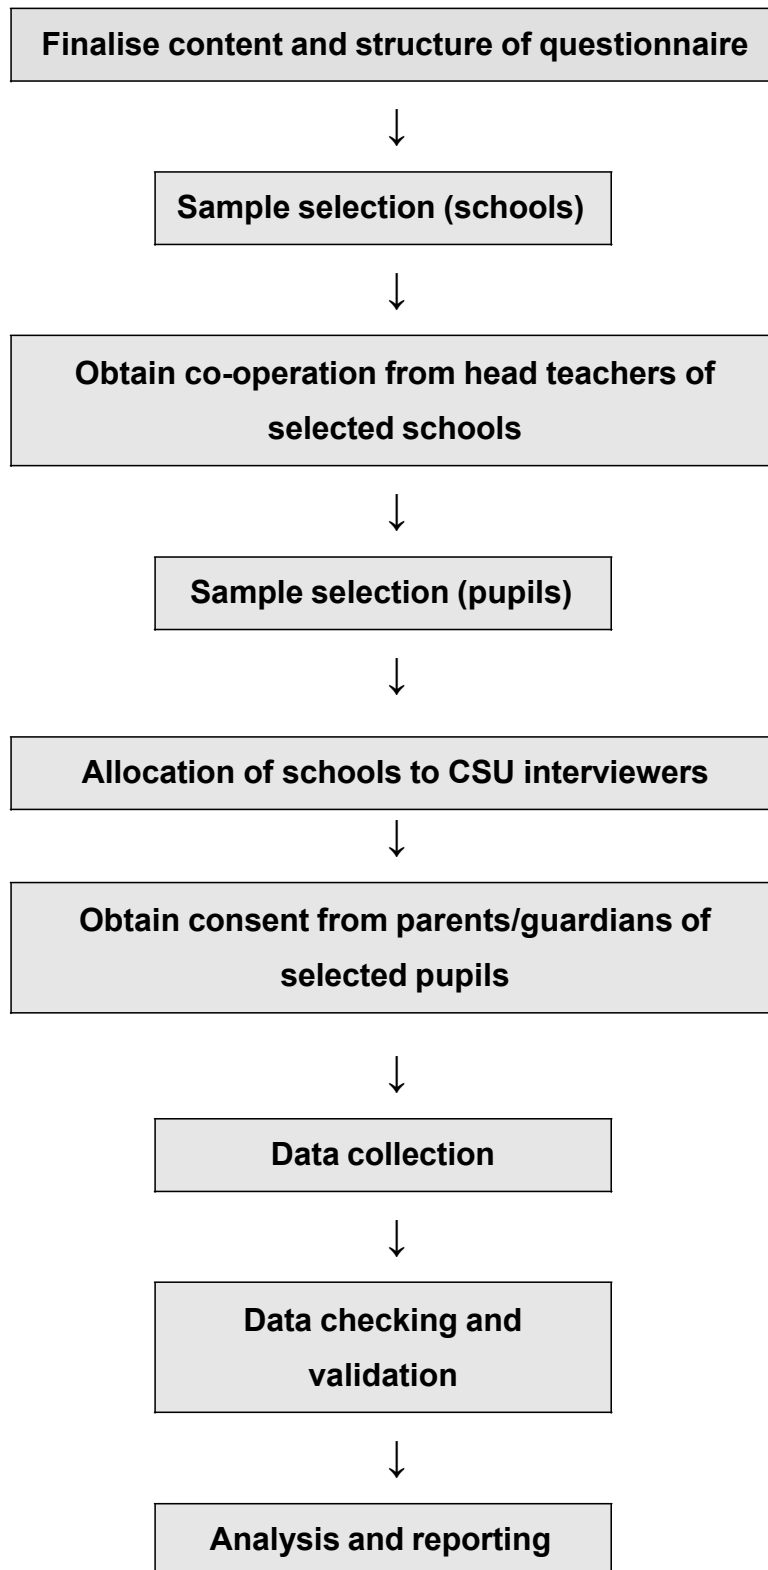 Finalise content and structure of questionnaire
↓
Sample selection (schools)
↓
Obtain co-operation from head teachers of
selected schools
↓
Sample selection (pupils)
↓
Allocation of schools to CSU interviewers
↓
Obtain consent from parents/guardians of
selected pupils
↓
Data collection
↓
Data checking and
validation
↓
Analysis and reporting